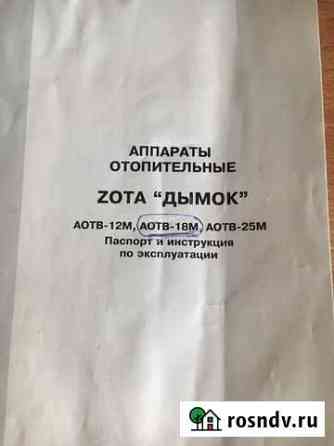 АППАРАТЫ
ОТОПИТЕЛЬНЫЕ
ZOTA “ДЫМОК”
АОТВ-12М, АОТВ-18М, АОТВ-25М
Паспорт и инструкция
по эксплуатации
rosndv.ru